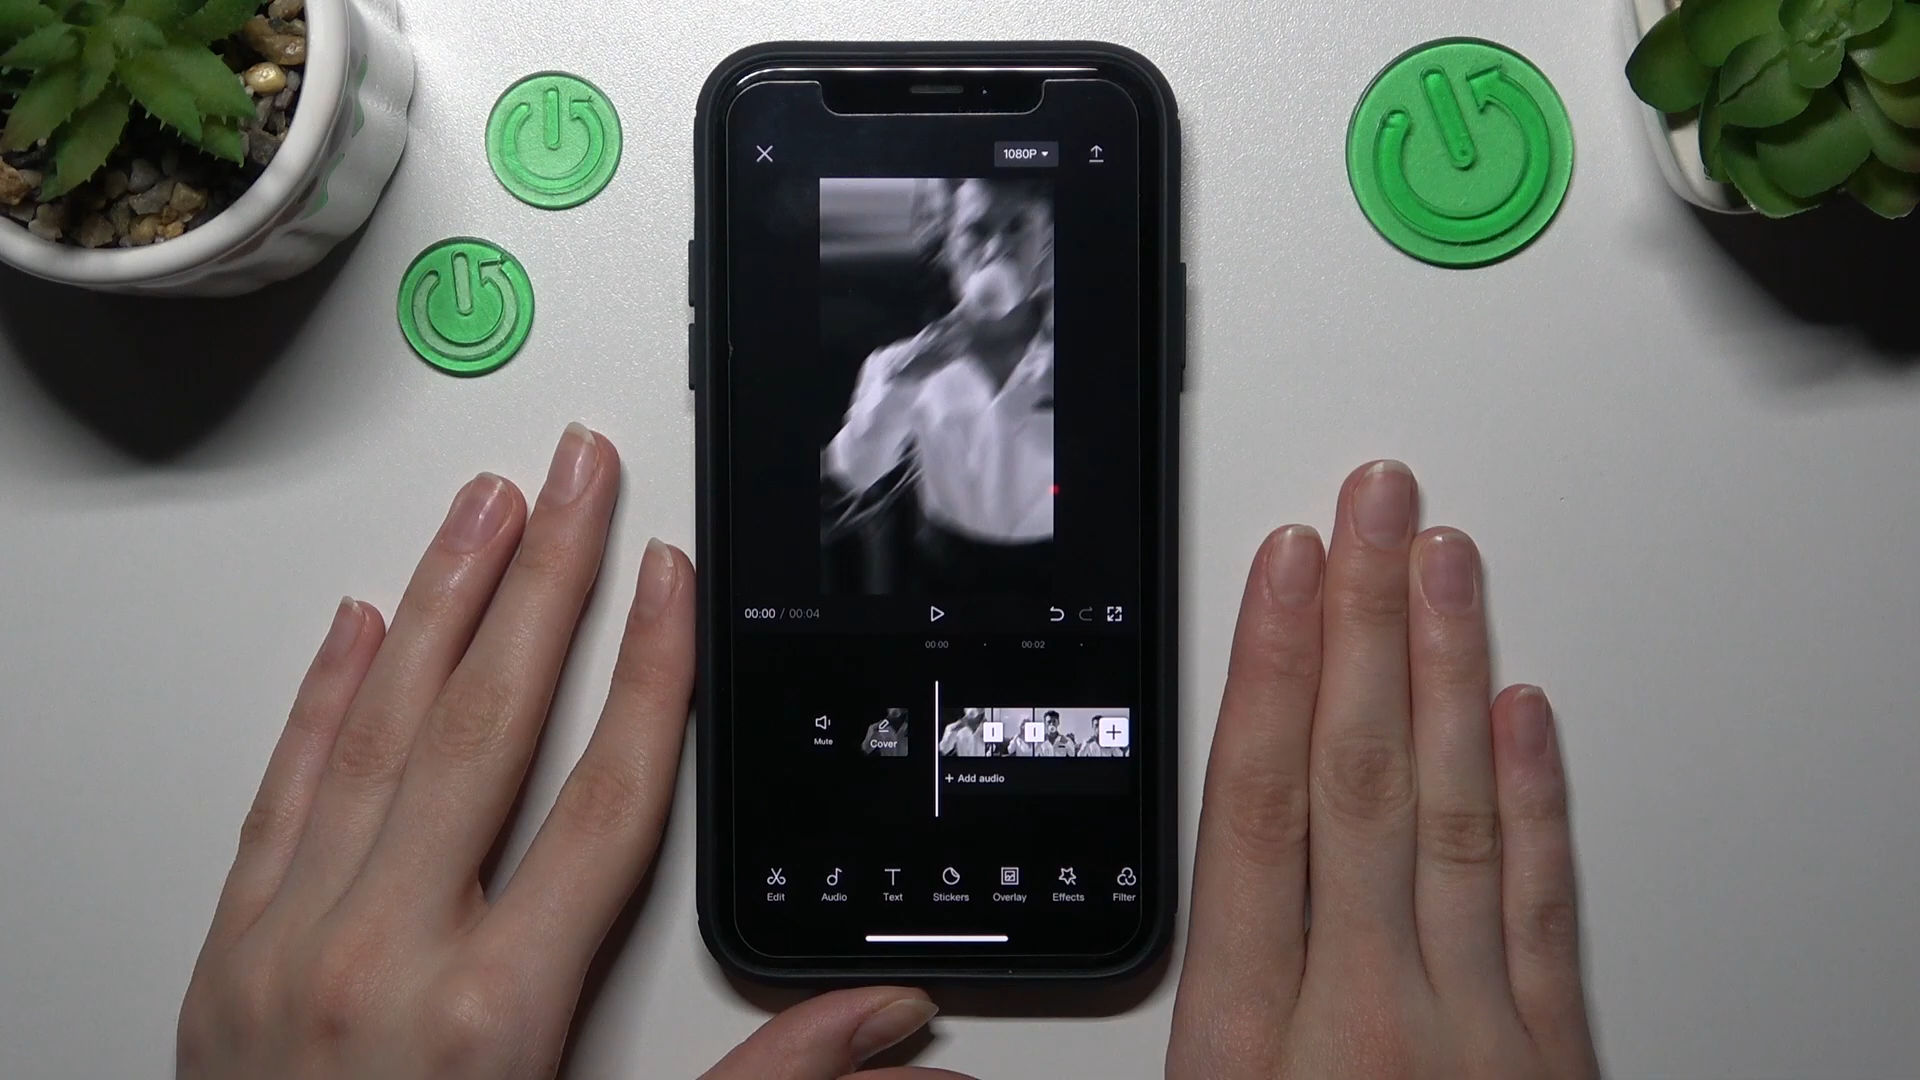 1080P
00:00 / 00:04
00:00
00:02
Mute
Cover
+ Add audio
Edit
Audio
Text
Stickers
Overlay
Effects
Filter